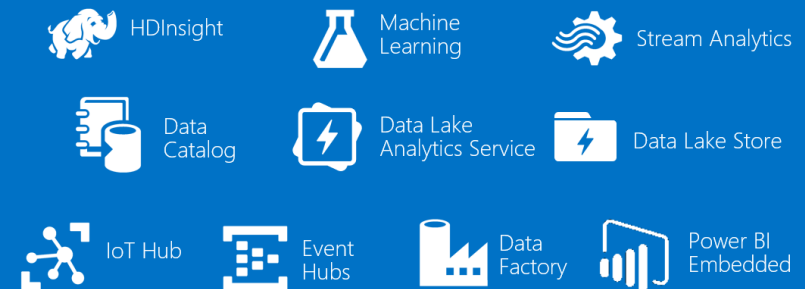 HDInsight
Machine
Learning
Stream Analytics
Data
Catalog
Data Lake
Analytics Service
Data Lake Store
IoT Hub
Event
Hubs
Data
Factory
Power BI
Embedded